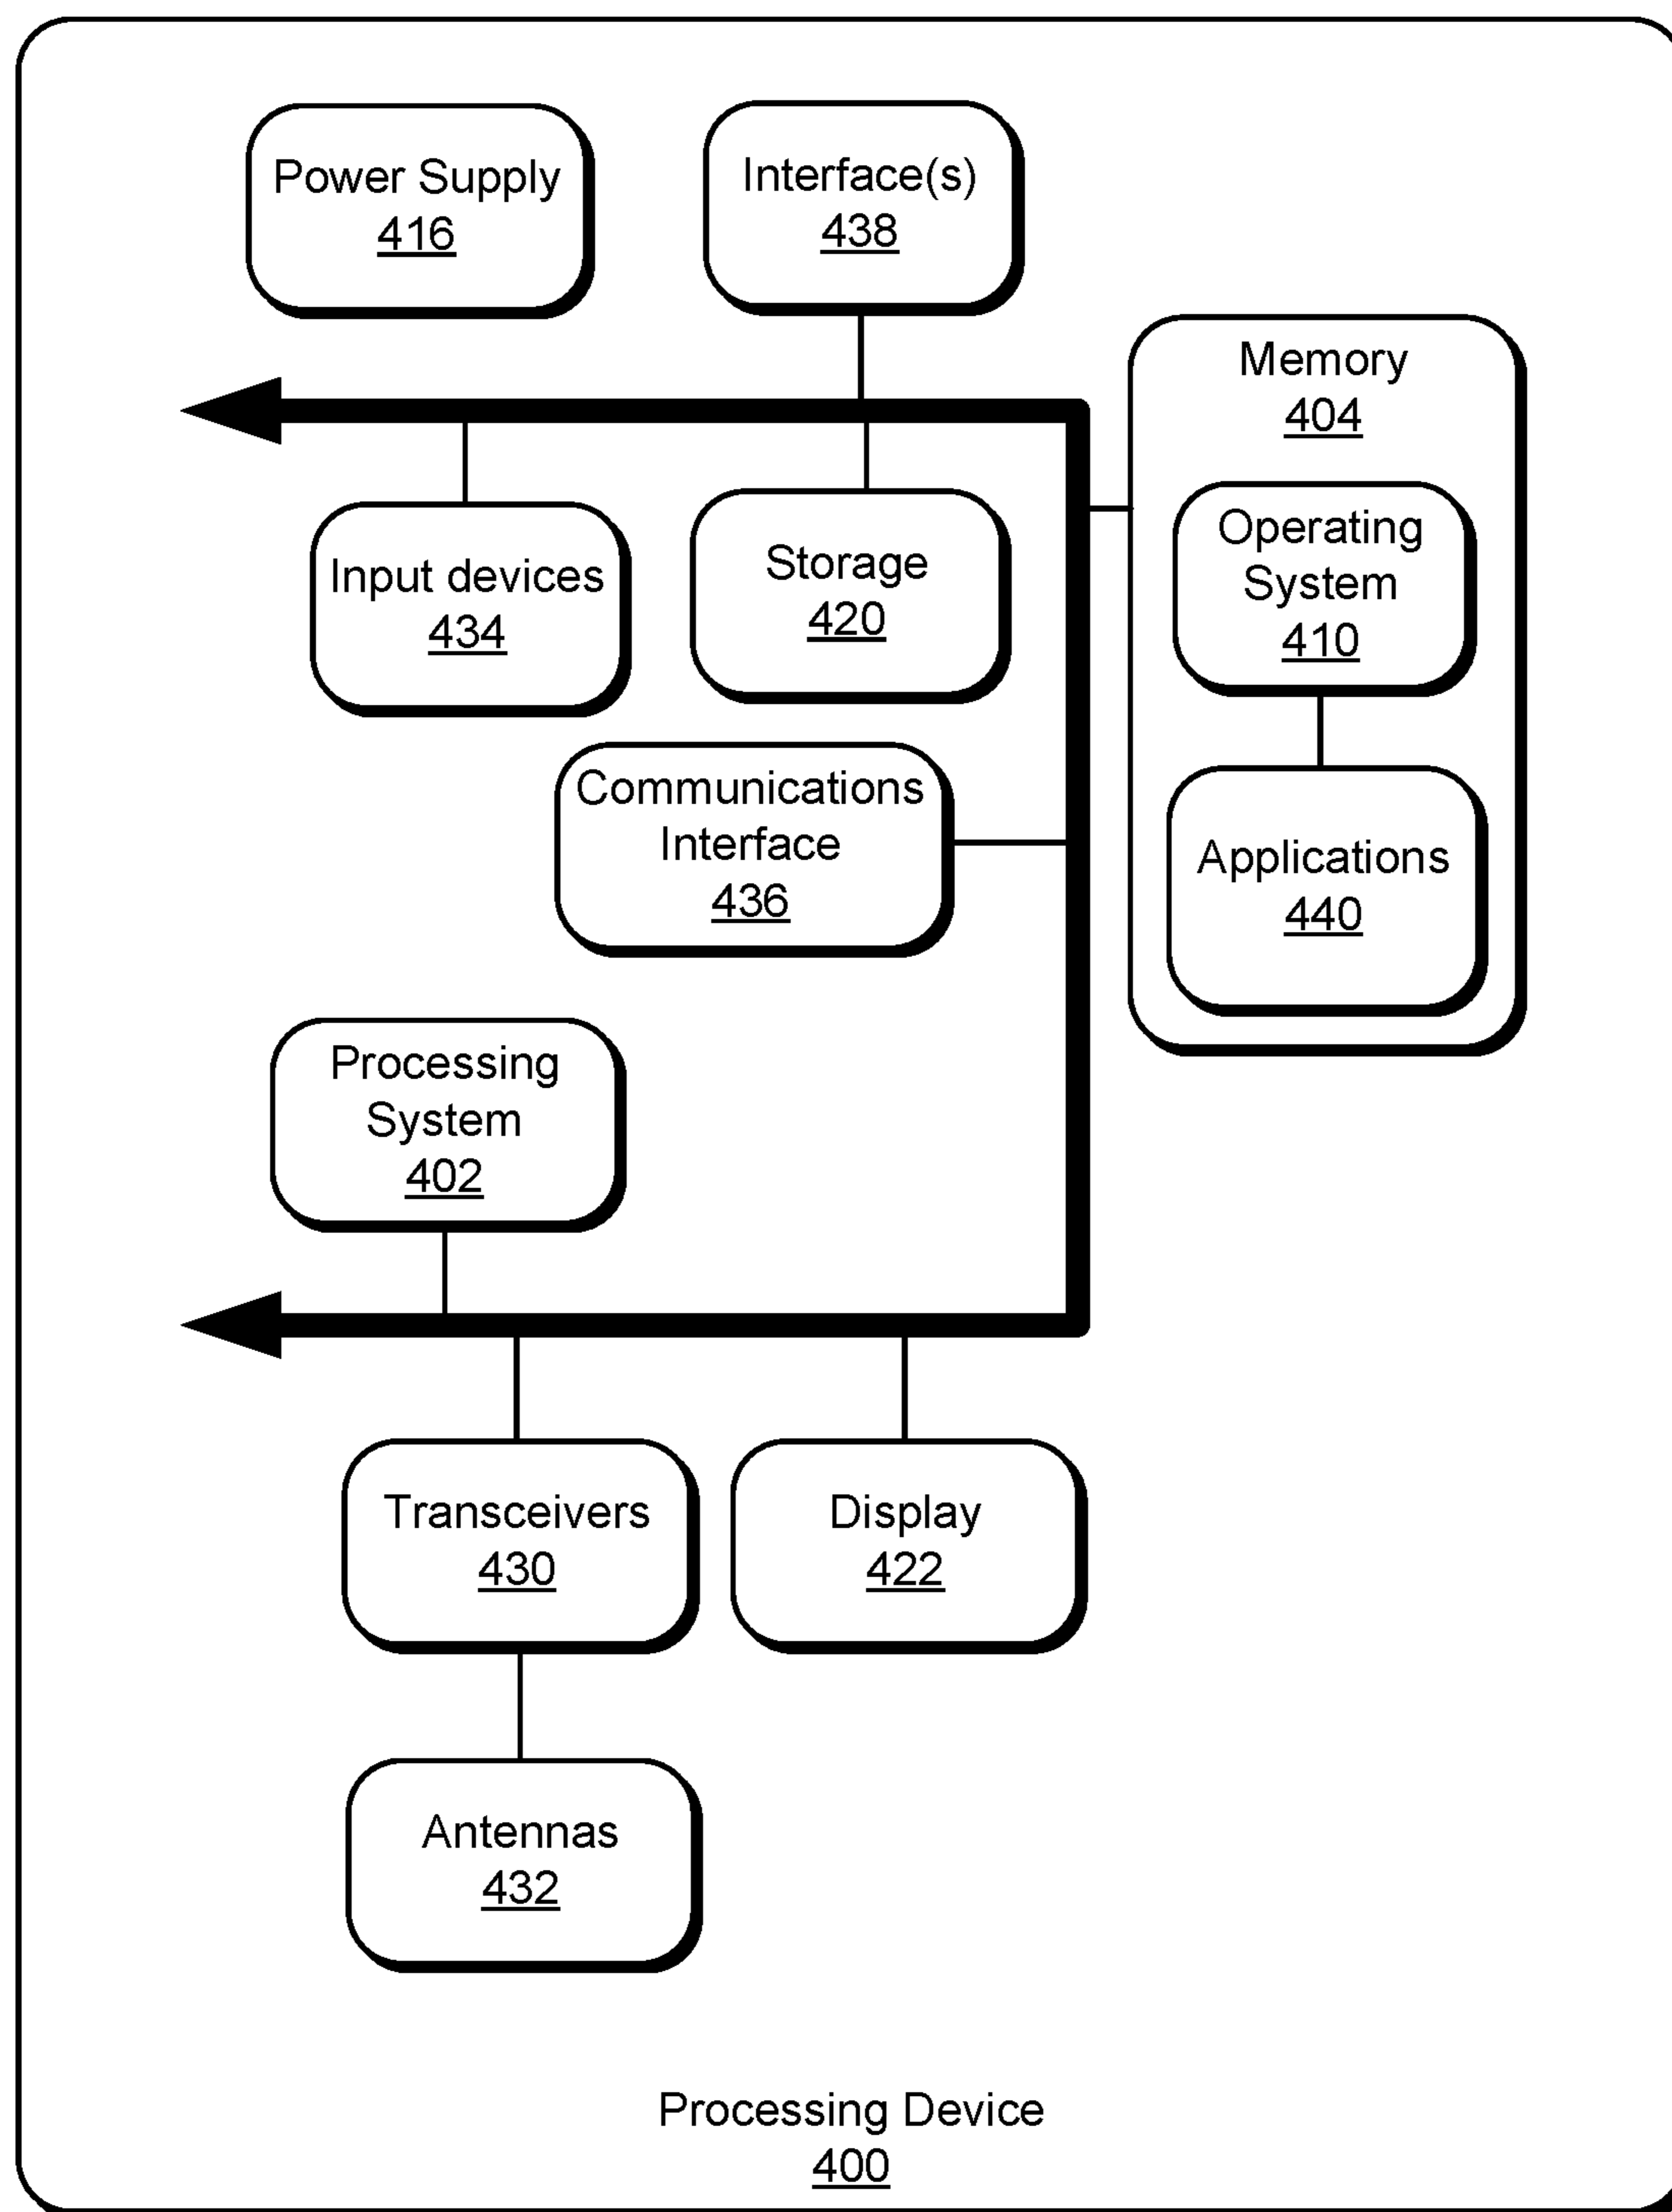 Power Supply
416
Interface(s)
438
Memory
404
Operating
System
410
Applications
440
Input devices
434
Storage
420
Communications
Interface
436
Processing
System
402
Transceivers
430
Display
422
Antennas
432
Processing Device
400